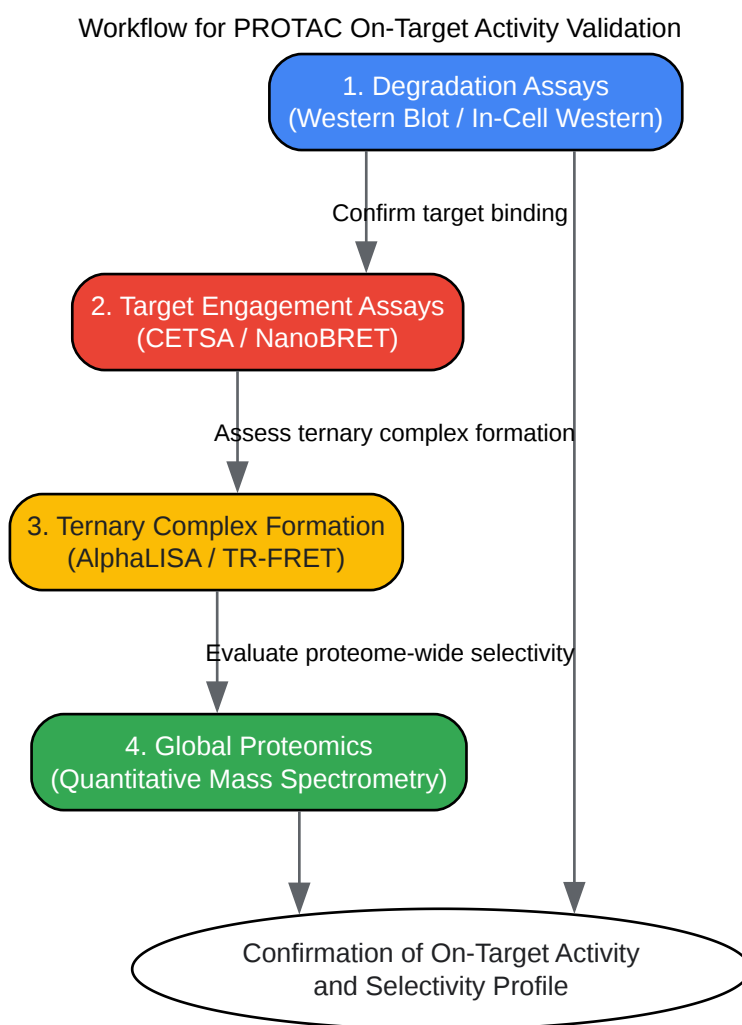 Workflow for PROTAC On-Target Activity Validation
1. Degradation Assays
(Western Blot / In-Cell Western)
Confirm target binding
2. Target Engagement Assays
(CETSA / NanoBRET)
Assess ternary complex formation
3. Ternary Complex Formation
(AlphaLISA / TR-FRET)
Evaluate proteome-wide selectivity
4. Global Proteomics
(Quantitative Mass Spectrometry)
Confirmation of On-Target Activity
and Selectivity Profile